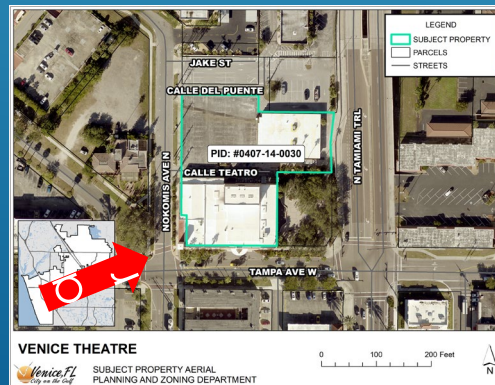 LEGEND
SUBJECT PROPERTY
PARCELS
STREETS
JAKE ST
CALLE DEL PUENTE
PID: #0407-14-0030
CALLE TEATRO
NOKOMIS AVE N
N TAMIAMI TRL
TAMPA AVE W
VENICE THEATRE
Venice, FL
City on the Gulf
SUBJECT PROPERTY AERIAL
PLANNING AND ZONING DEPARTMENT
0 100 200 Feet
N